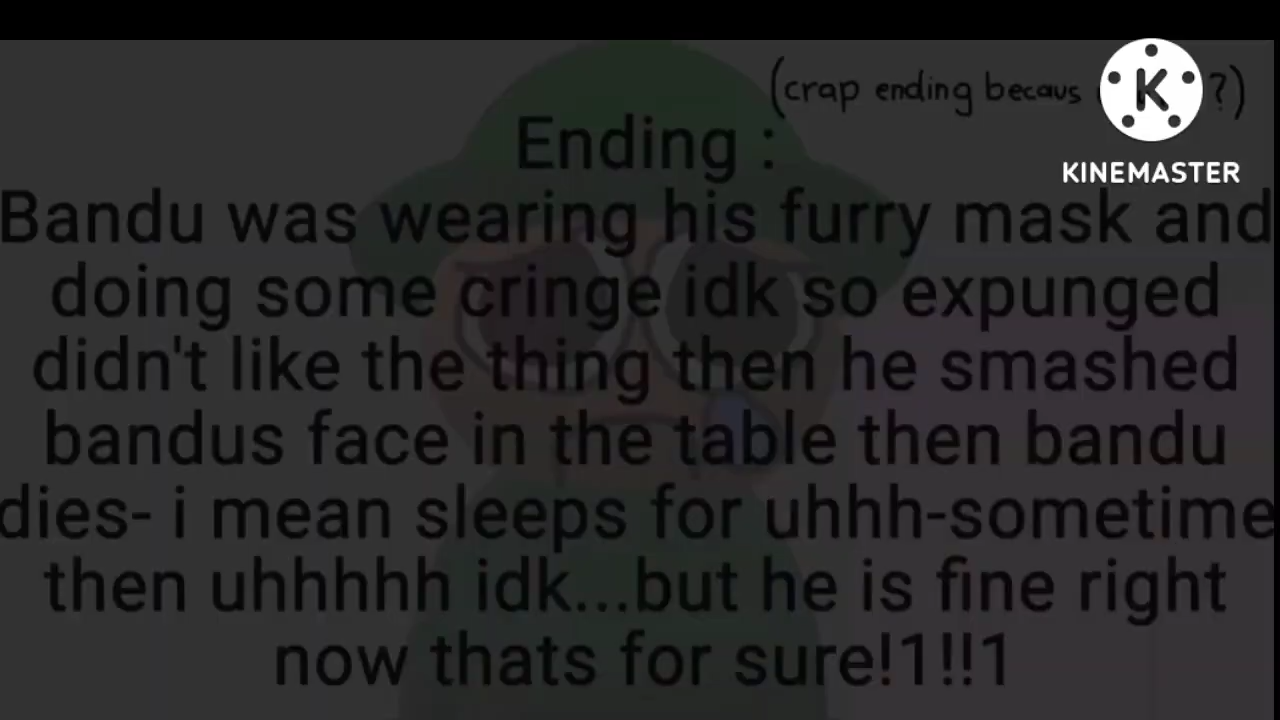 (crap ending becaus ?)
K
KINEMASTER
Ending :
Bandu was wearing his furry mask and
doing some cringe idk so expunged
didn't like the thing then he smashed
bandus face in the table then bandu
dies- i mean sleeps for uhhh-sometime
then uhhhhh idk...but he is fine right
now thats for sure!1!!1